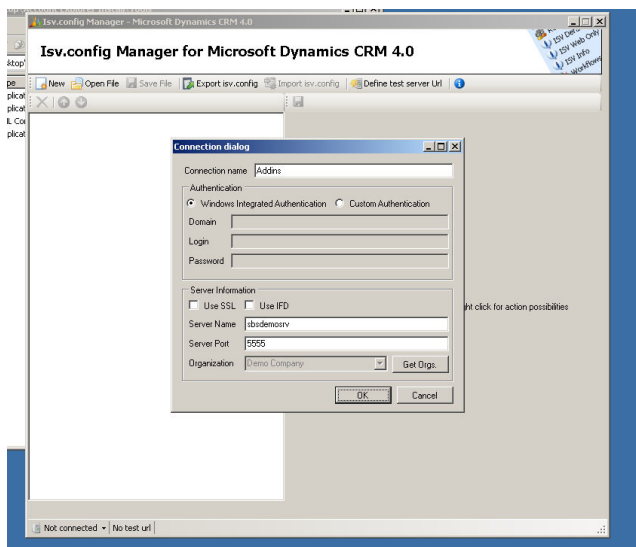 Isv.config Manager - Microsoft Dynamics CRM 4.0
Isv.config Manager for Microsoft Dynamics CRM 4.0
ISV Web Only
ISV Info
Workflows
New Open File Save File Export isv.config Import isv.config Define test server Url
Connection dialog
Connection name Addins
Authentication
Windows Integrated Authentication Custom Authentication
Domain
Login
Password
Server Information
Use SSL Use IFD
ht click for action possibilities
Server Name sbsdemosrv
Server Port 5555
Organization Demo Company Get Orgs.
OK Cancel
Not connected No test url